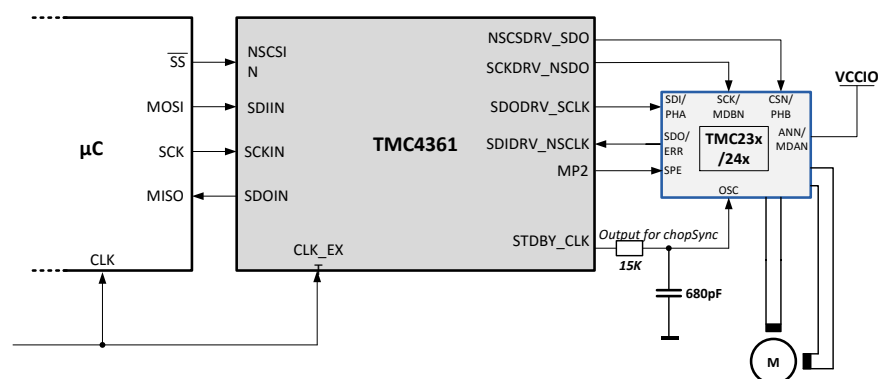 µC
SS
MOSI
SCK
MISO
CLK
NSCSI
N
SDIIN
SCKIN
SDOIN
CLK_EXT
TMC4361
NSCSDRV_SDO
SCKDRV_NSDO
SDODRV_SCLK
SDIDRV_NSCLK
MP2
STDBY_CLK
Output for chopSync
15K
680pF
SDI/
PHA
SCK/
MDBN
CSN/
PHB
SDO/
ERR
TMC23x
/24x
ANN/
MDAN
SPE
OSC
VCCIO
M